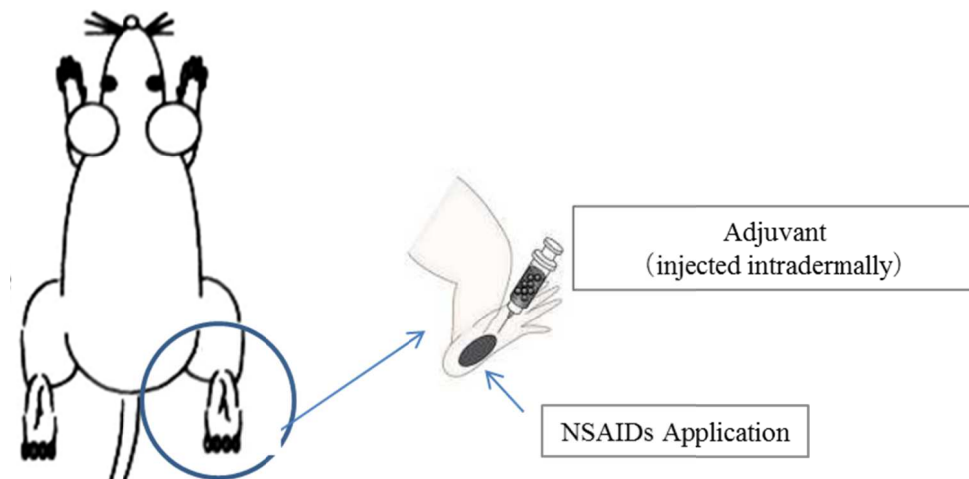 Adjuvant
（injected intradermally）
NSAIDs Application